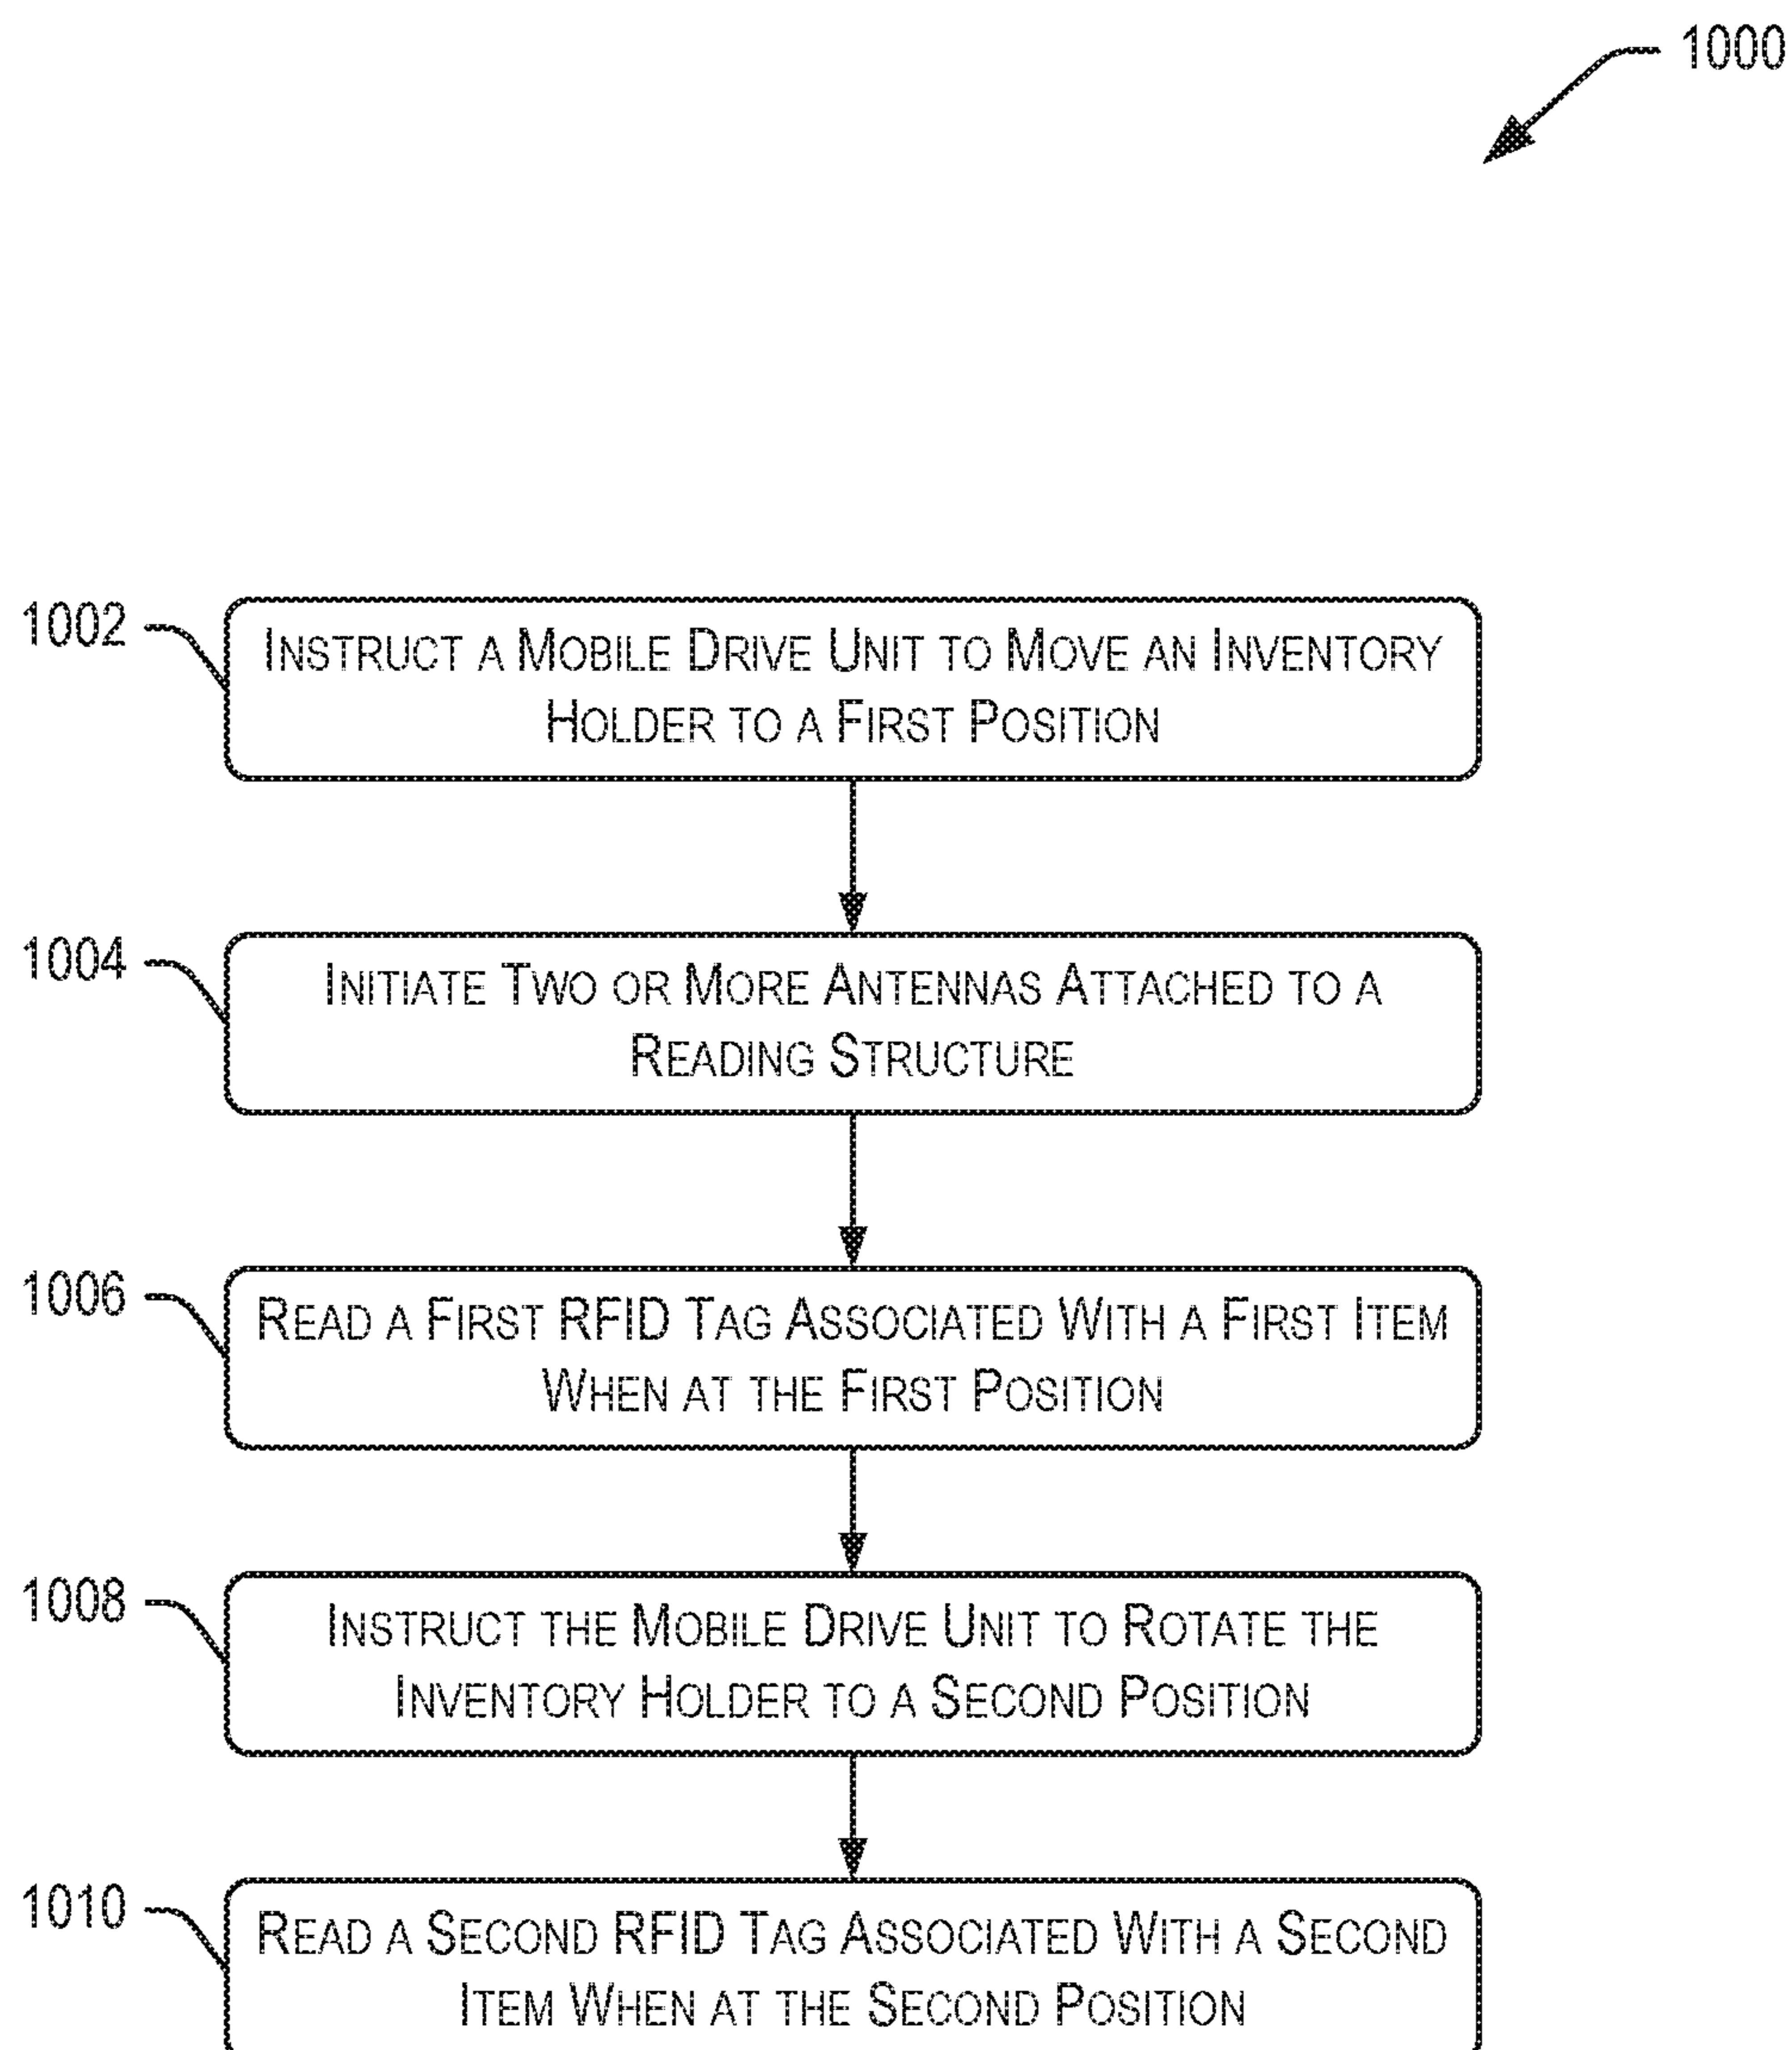 1000
1002
INSTRUCT A MOBILE DRIVE UNIT TO MOVE AN INVENTORY
HOLDER TO A FIRST POSITION
1004
INITIATE TWO OR MORE ANTENNAS ATTACHED TO A
READING STRUCTURE
1006
READ A FIRST RFID TAG ASSOCIATED WITH A FIRST ITEM
WHEN AT THE FIRST POSITION
1008
INSTRUCT THE MOBILE DRIVE UNIT TO ROTATE THE
INVENTORY HOLDER TO A SECOND POSITION
1010
READ A SECOND RFID TAG ASSOCIATED WITH A SECOND
ITEM WHEN AT THE SECOND POSITION